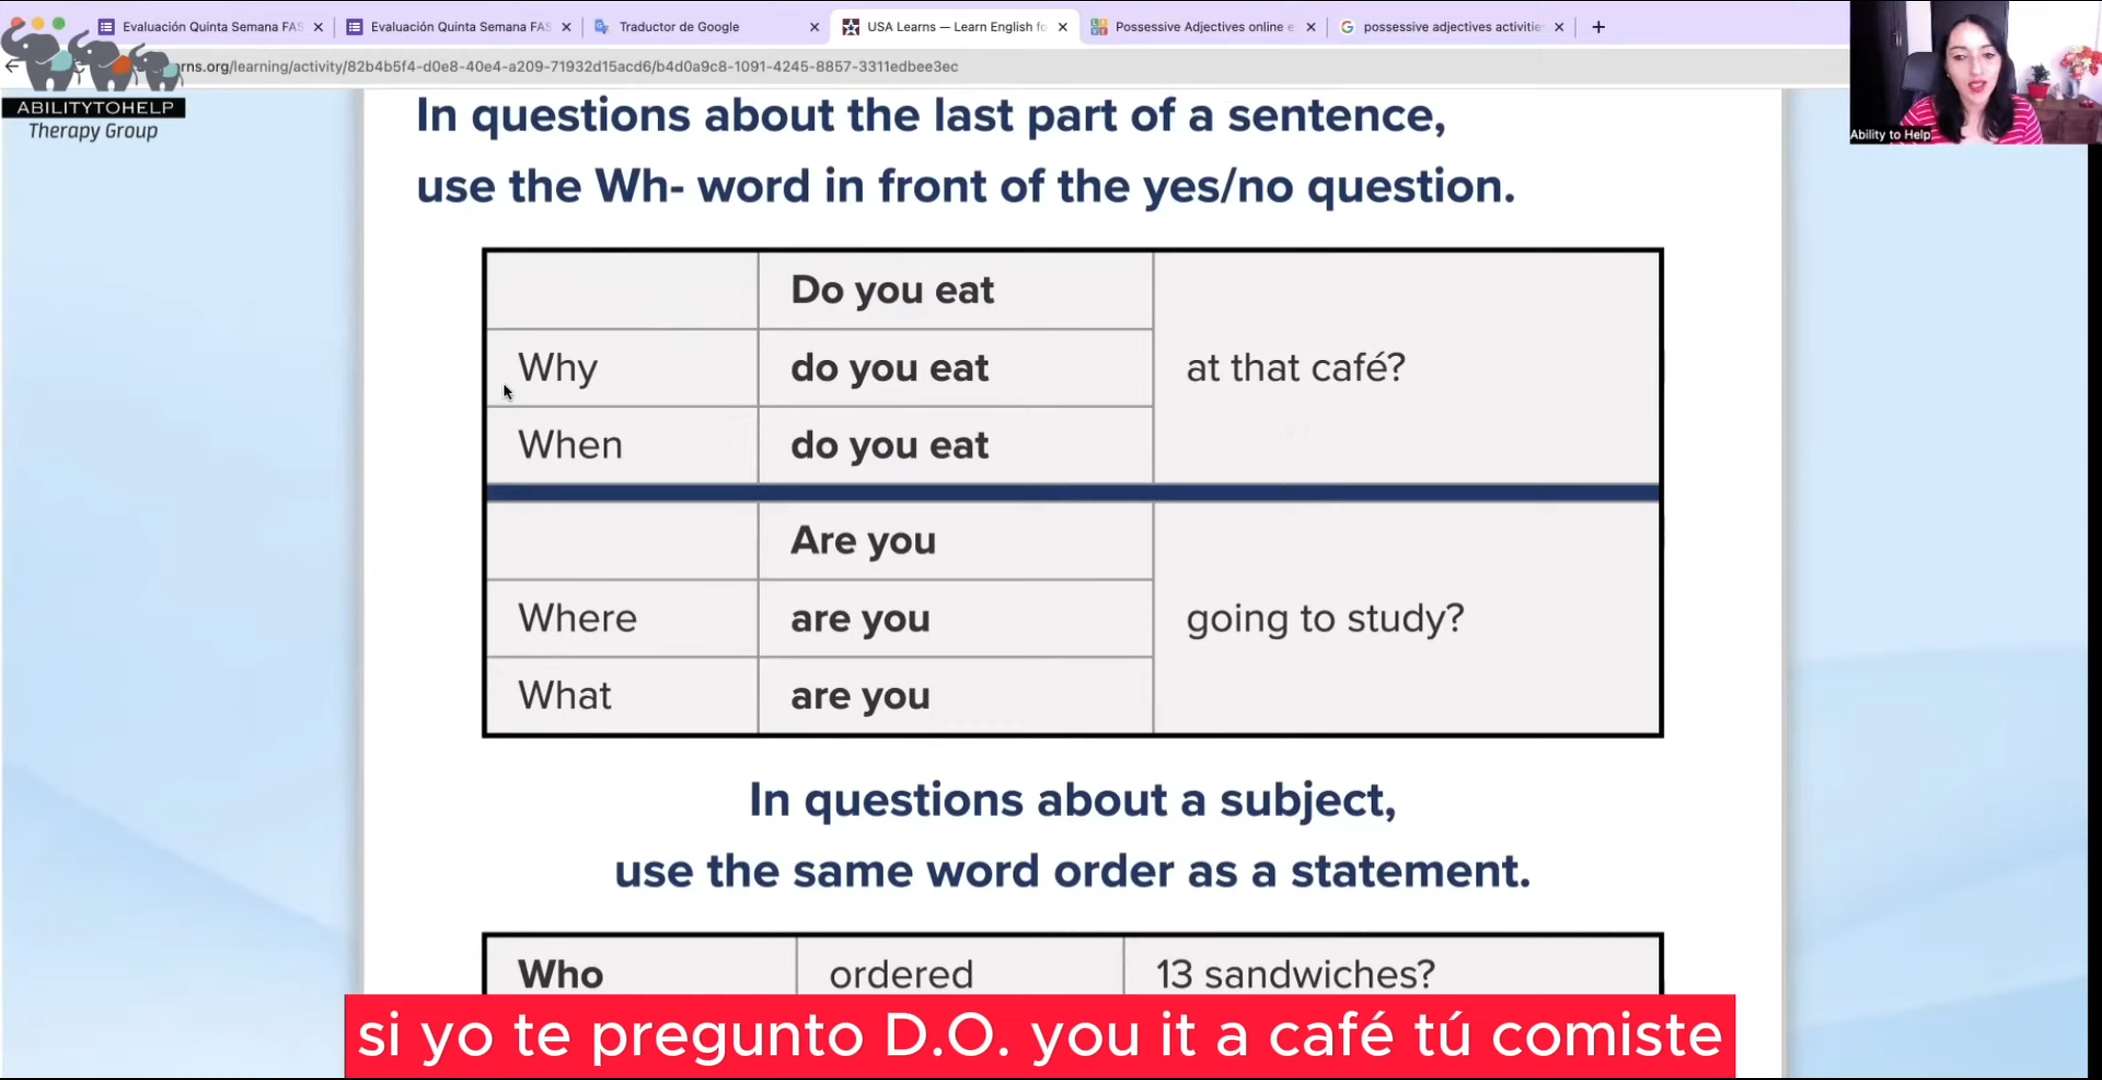 Evaluación Quinta Semana FAS
Evaluación Quinta Semana FAS
Traductor de Google
USA Learns — Learn English fo
Possessive Adjectives online e
possessive adjectives activitie
rns.org/learning/activity/82b4b5f4-d0e8-40e4-a209-71932d15acd6/b4d0a9c8-1091-4245-8857-3311edbee3ec
ABILITYTOHELP
Therapy Group
Ability to Help
In questions about the last part of a sentence,
use the Wh- word in front of the yes/no question.
Do you eat
Why do you eat at that café?
When do you eat
Are you
Where are you going to study?
What are you
In questions about a subject,
use the same word order as a statement.
Who ordered 13 sandwiches?
si yo te pregunto D.O. you it a café tú comiste